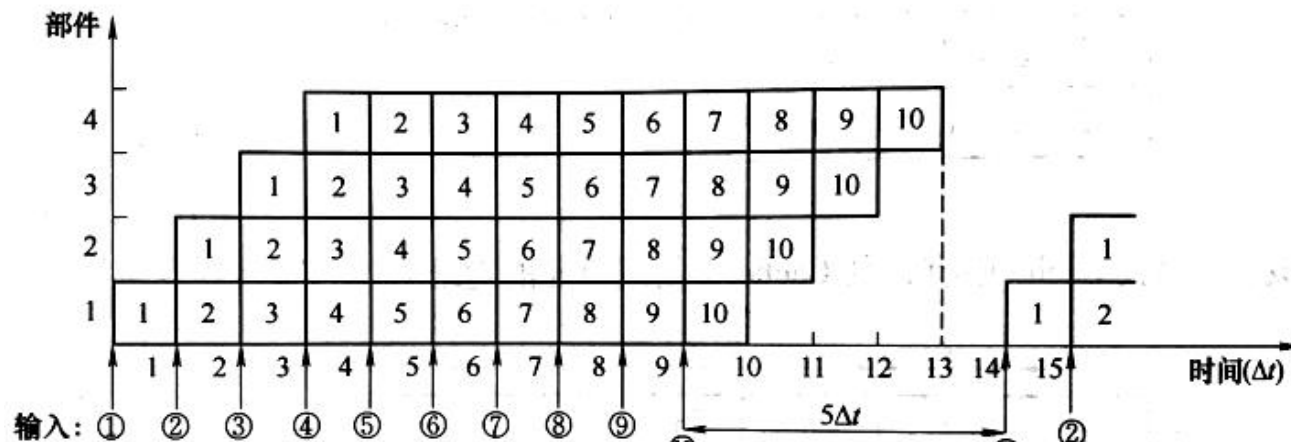 部件
4 1 2 3 4 5 6 7 8 9 10
3 1 2 3 4 5 6 7 8 9 10
2 1 2 3 4 5 6 7 8 9 10 1
1 1 2 3 4 5 6 7 8 9 10 1 2
1 2 3 4 5 6 7 8 9 10 11 12 13 14 15 时间(Δt)
输入: ① ② ③ ④ ⑤ ⑥ ⑦ ⑧ ⑨ 5Δt ②